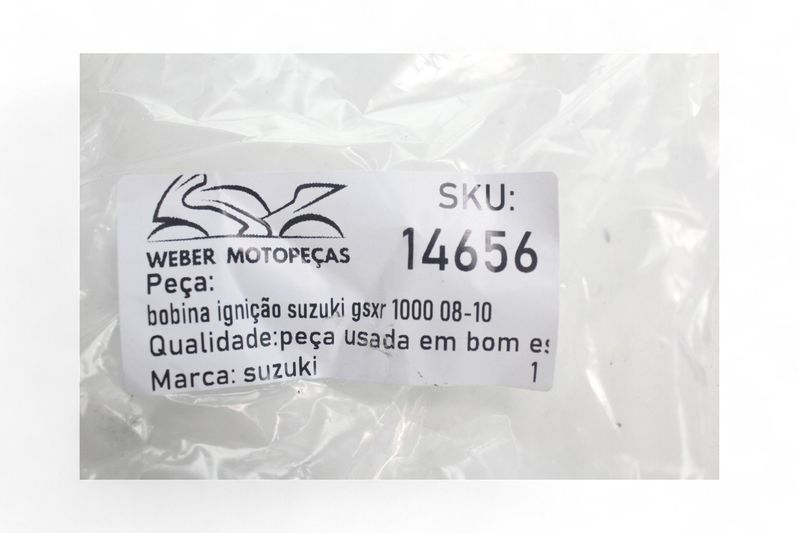 WEBER MOTOPEÇAS
SKU:
14656
Peça:
bobina ignição suzuki gsxr 1000 08-10
Qualidade:peça usada em bom es
Marca: suzuki
1